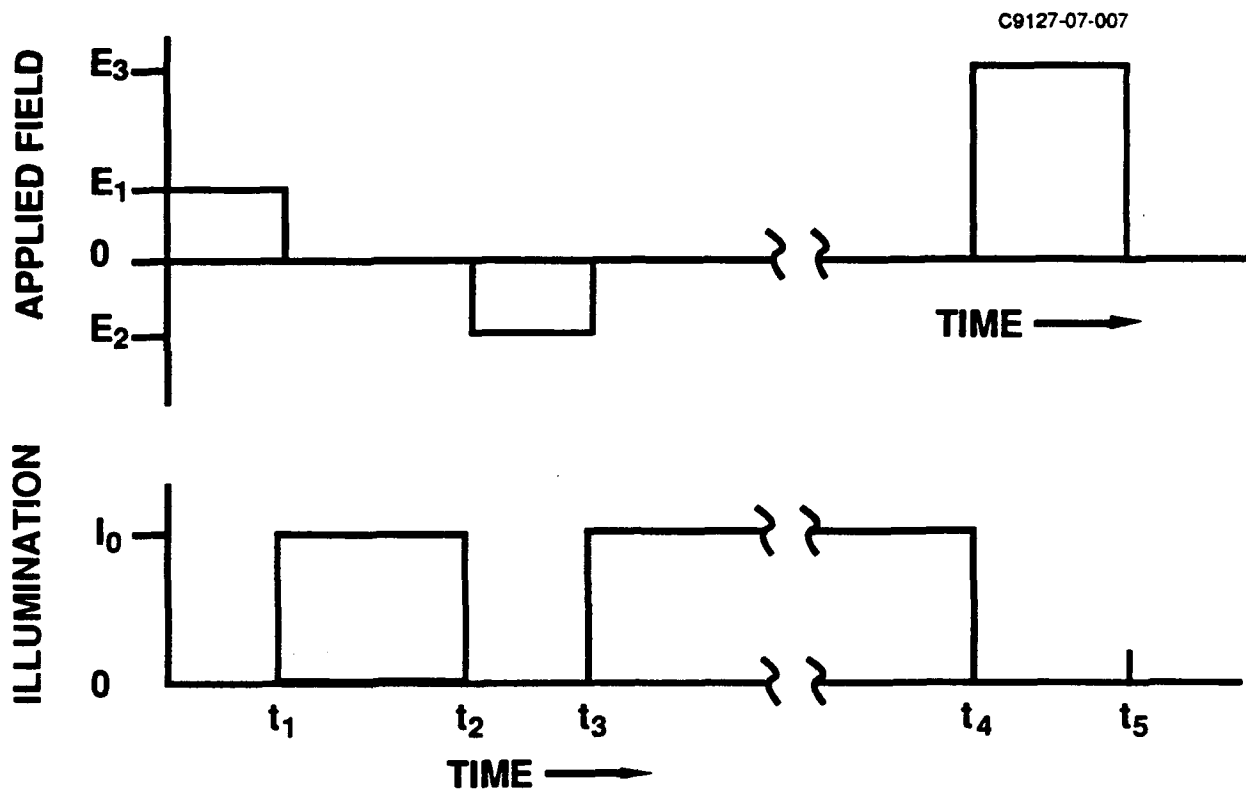 C9127-07-007
APPLIED FIELD
E3
E1
0
E2
TIME
ILLUMINATION
I0
0
t1 t2 t3 t4 t5
TIME